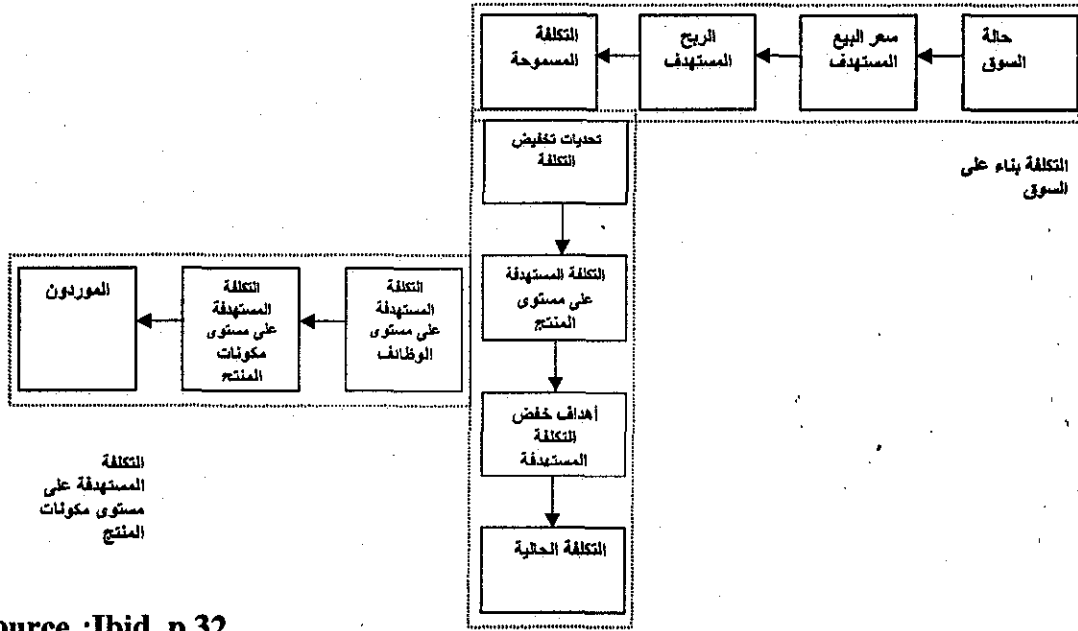 حالة
السوق
سعر البيع
المستهدف
الربح
المستهدف
التكلفة
المسموحة
التكلفة بناء على
السوق
تحديات تخفيض
التكلفة
التكلفة المستهدفة
على مستوى
المنتج
أهداف خفض
التكلفة
المستهدفة
التكلفة الحالية
التكلفة
المستهدفة
على مستوى
الوظائف
التكلفة
المستهدفة
على مستوى
مكونات
المنتج
الموردون
التكلفة
المستهدفة على
مستوى مكونات
المنتج
ource :Ibid, p.32